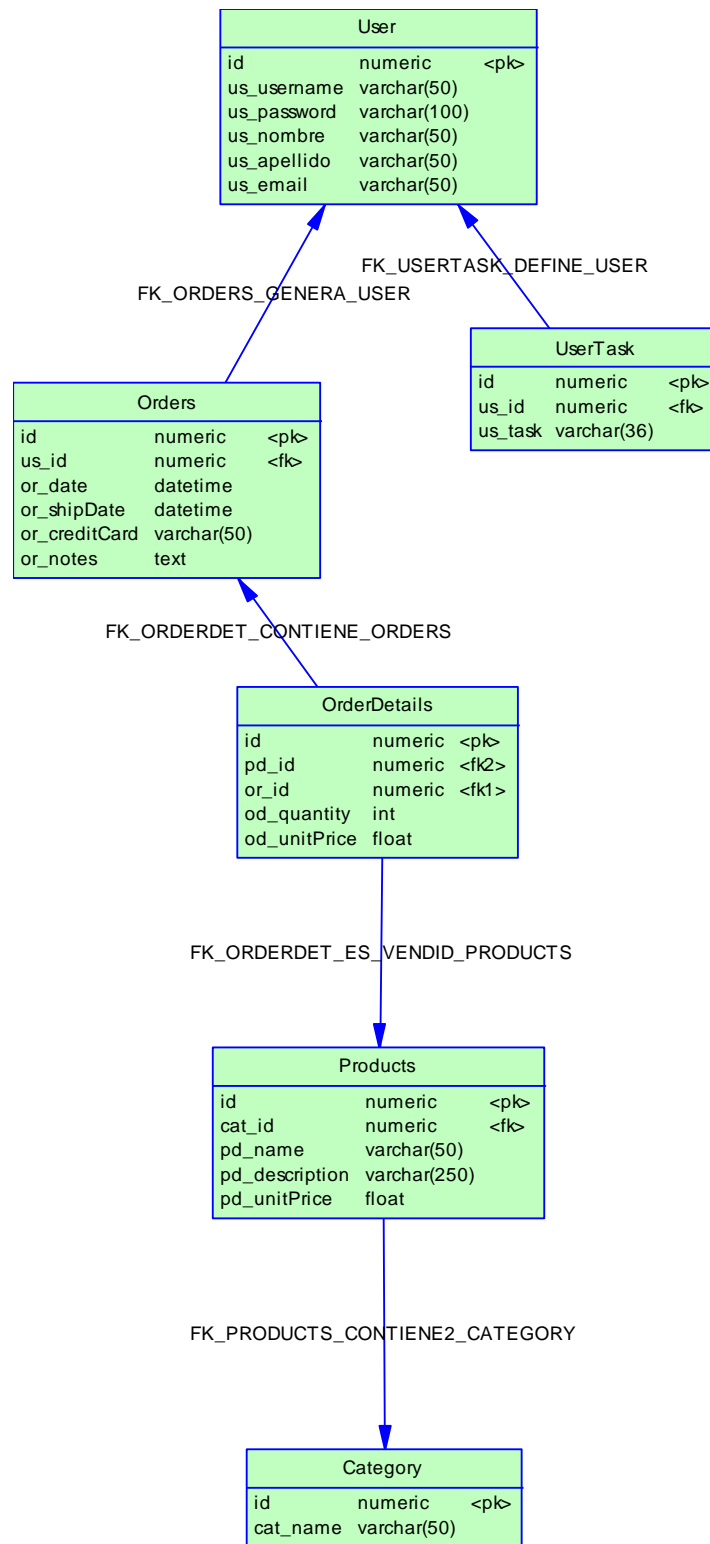 User
id numeric <pk>
us_username varchar(50)
us_password varchar(100)
us_nombre varchar(50)
us_apellido varchar(50)
us_email varchar(50)
FK_USERTASK_DEFINE_USER
FK_ORDERS_GENERA_USER
UserTask
id numeric <pk>
us_id numeric <fk>
us_task varchar(36)
Orders
id numeric <pk>
us_id numeric <fk>
or_date datetime
or_shipDate datetime
or_creditCard varchar(50)
or_notes text
FK_ORDERDET_CONTIENE_ORDERS
OrderDetails
id numeric <pk>
pd_id numeric <fk2>
or_id numeric <fk1>
od_quantity int
od_unitPrice float
FK_ORDERDET_ES_VENDID_PRODUCTS
Products
id numeric <pk>
cat_id numeric <fk>
pd_name varchar(50)
pd_description varchar(250)
pd_unitPrice float
FK_PRODUCTS_CONTIENE2_CATEGORY
Category
id numeric <pk>
cat_name varchar(50)